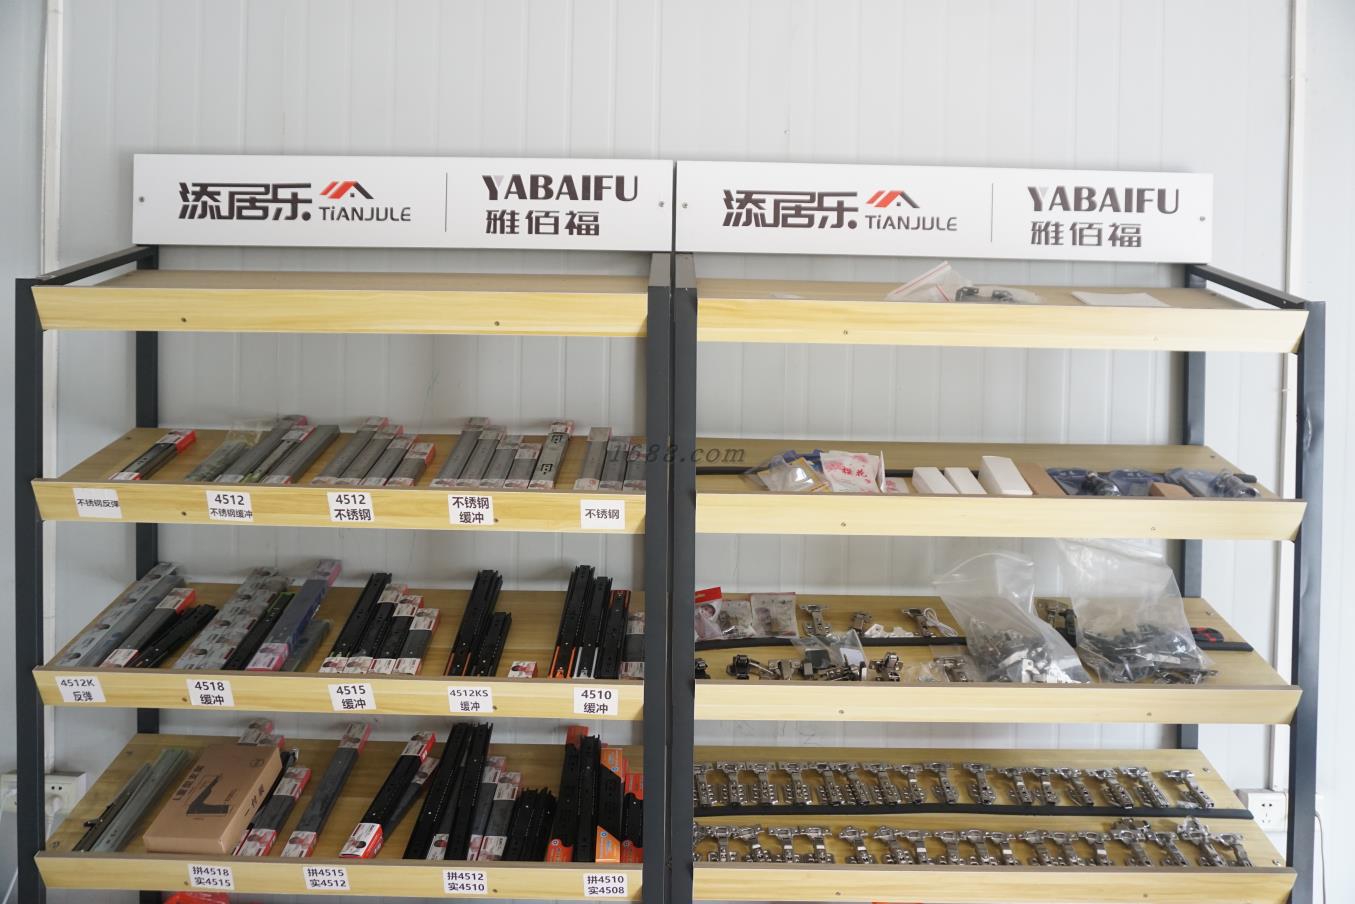 添居乐 TiANJULE
YABAIFU
雅佰福
添居乐 TiANJULE
YABAIFU
雅佰福
1688.com
不锈钢反弹
4512
不锈钢缓冲
4512
不锈钢
不锈钢
缓冲
不锈钢
4512K
反弹
4518
缓冲
4515
缓冲
4512KS
缓冲
4510
缓冲
拼4518
实4515
拼4515
实4512
拼4512
实4510
拼4510
实4508